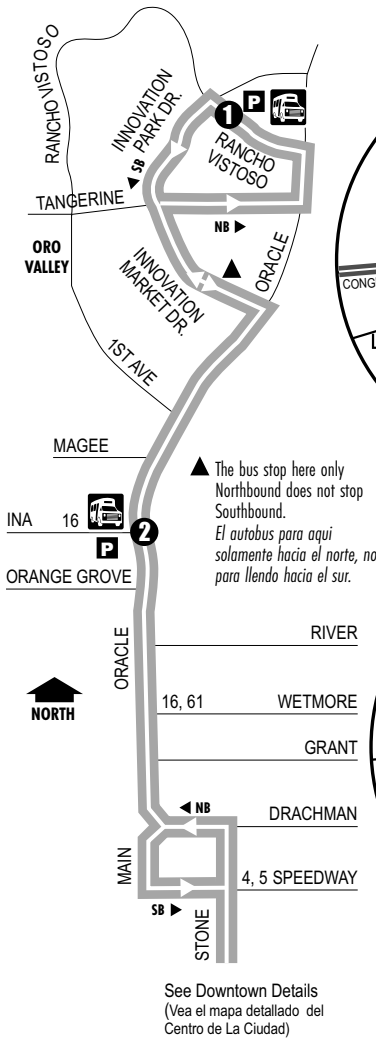 RANCHO VISTOSO
INNOVATION
PARK DR.
1
P
RANCHO
VISTOSO
SB
TANGERINE
NB
ORO
VALLEY
INNOVATION
MARKET DR.
ORACLE
CONG
1ST AVE
MAGEE
The bus stop here only
Northbound does not stop
Southbound.
El autobus para aqui
solamente hacia el norte, no
para llendo hacia el sur.
INA 16
2
P
ORANGE GROVE
ORACLE
RIVER
NORTH
16, 61 WETMORE
GRANT
NB
DRACHMAN
MAIN
4, 5 SPEEDWAY
SB
STONE
See Downtown Details
(Vea el mapa detallado del
Centro de La Ciudad)